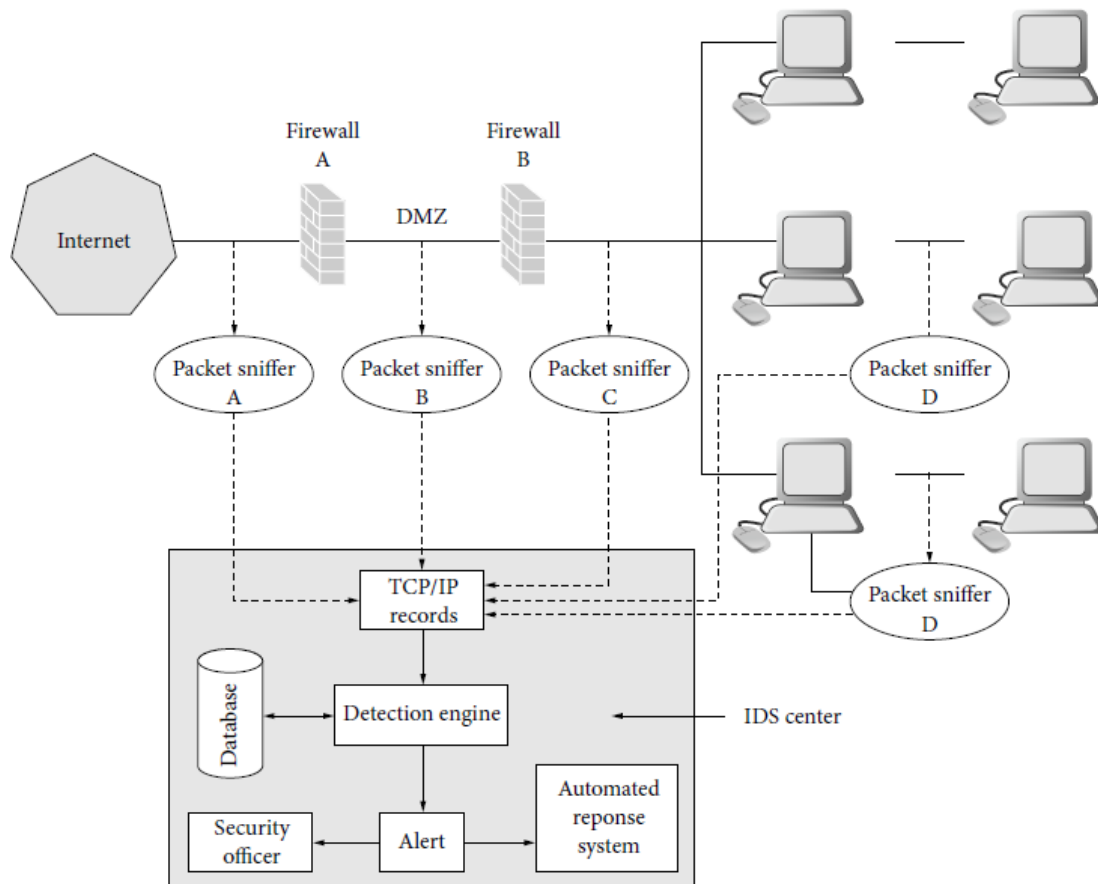 Firewall
A
Firewall
B
Internet
DMZ
Packet sniffer
A
Packet sniffer
B
Packet sniffer
C
Packet sniffer
D
Packet sniffer
D
TCP/IP
records
Database
Detection engine
IDS center
Security
officer
Alert
Automated
reponse
system